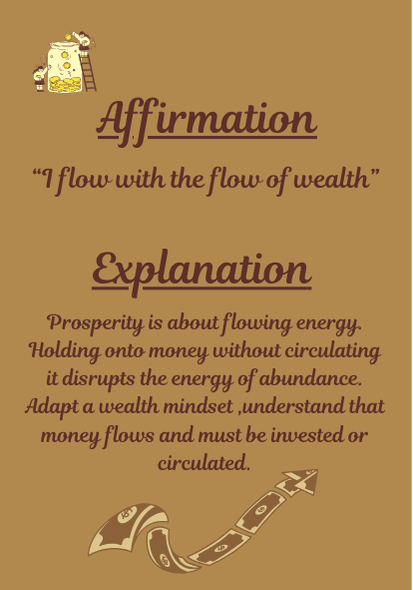 Affirmation
“I flow with the flow of wealth”
Explanation
Prosperity is about flowing energy.
Holding onto money without circulating
it disrupts the energy of abundance.
Adapt a wealth mindset ,understand that
money flows and must be invested or
circulated.